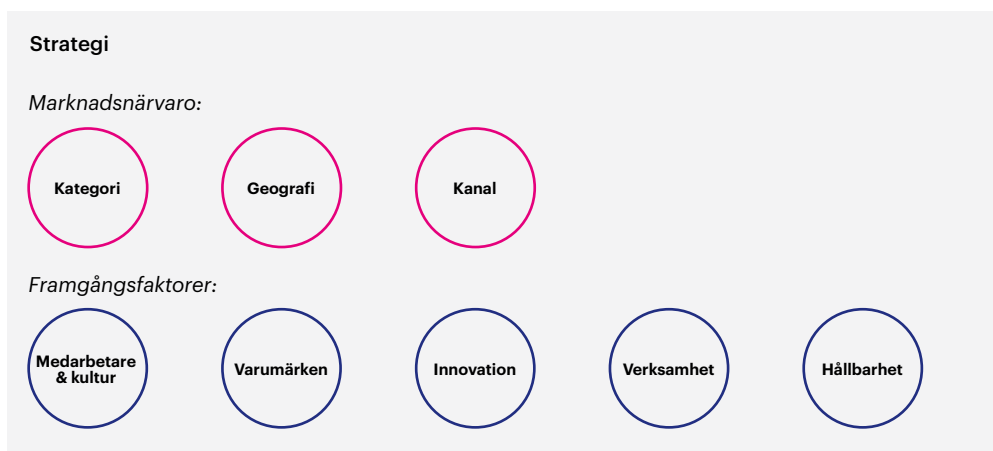 Strategi
Marknadsnärvaro:
Kategori
Geografi
Kanal
Framgångsfaktorer:
Medarbetare
& kultur
Varumärken
Innovation
Verksamhet
Hållbarhet